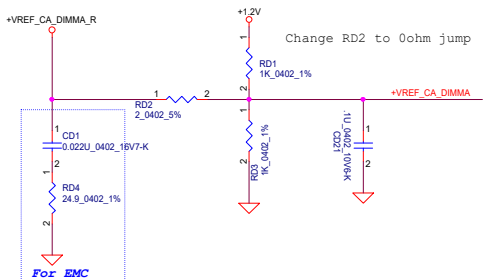 +VREF_CA_DIMMA_R
+1.2V
Change RD2 to 0ohm jump
1
RD1
1K_0402_1%
2
1
2
+VREF_CA_DIMMA
RD2
2_0402_5%
1
CD1
0.022U_0402_16V7-K
2
1
RD3
1K_0402_1%
2
.1U_0402_10V6-K
CD21
1
2
1
RD4
24.9_0402_1%
2
For EMC